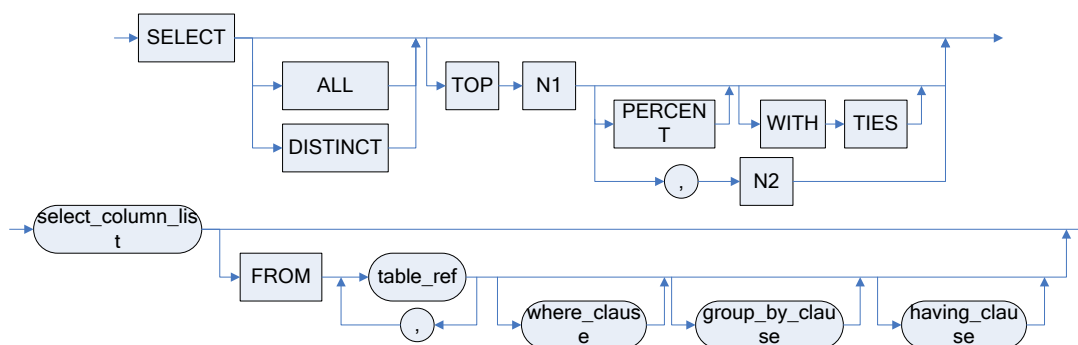 SELECT
ALL
DISTINCT
TOP
N1
PERCEN
T
WITH
TIES
,
N2
select_column_lis
t
FROM
table_ref
,
where_claus
e
group_by_clau
se
having_clau
se